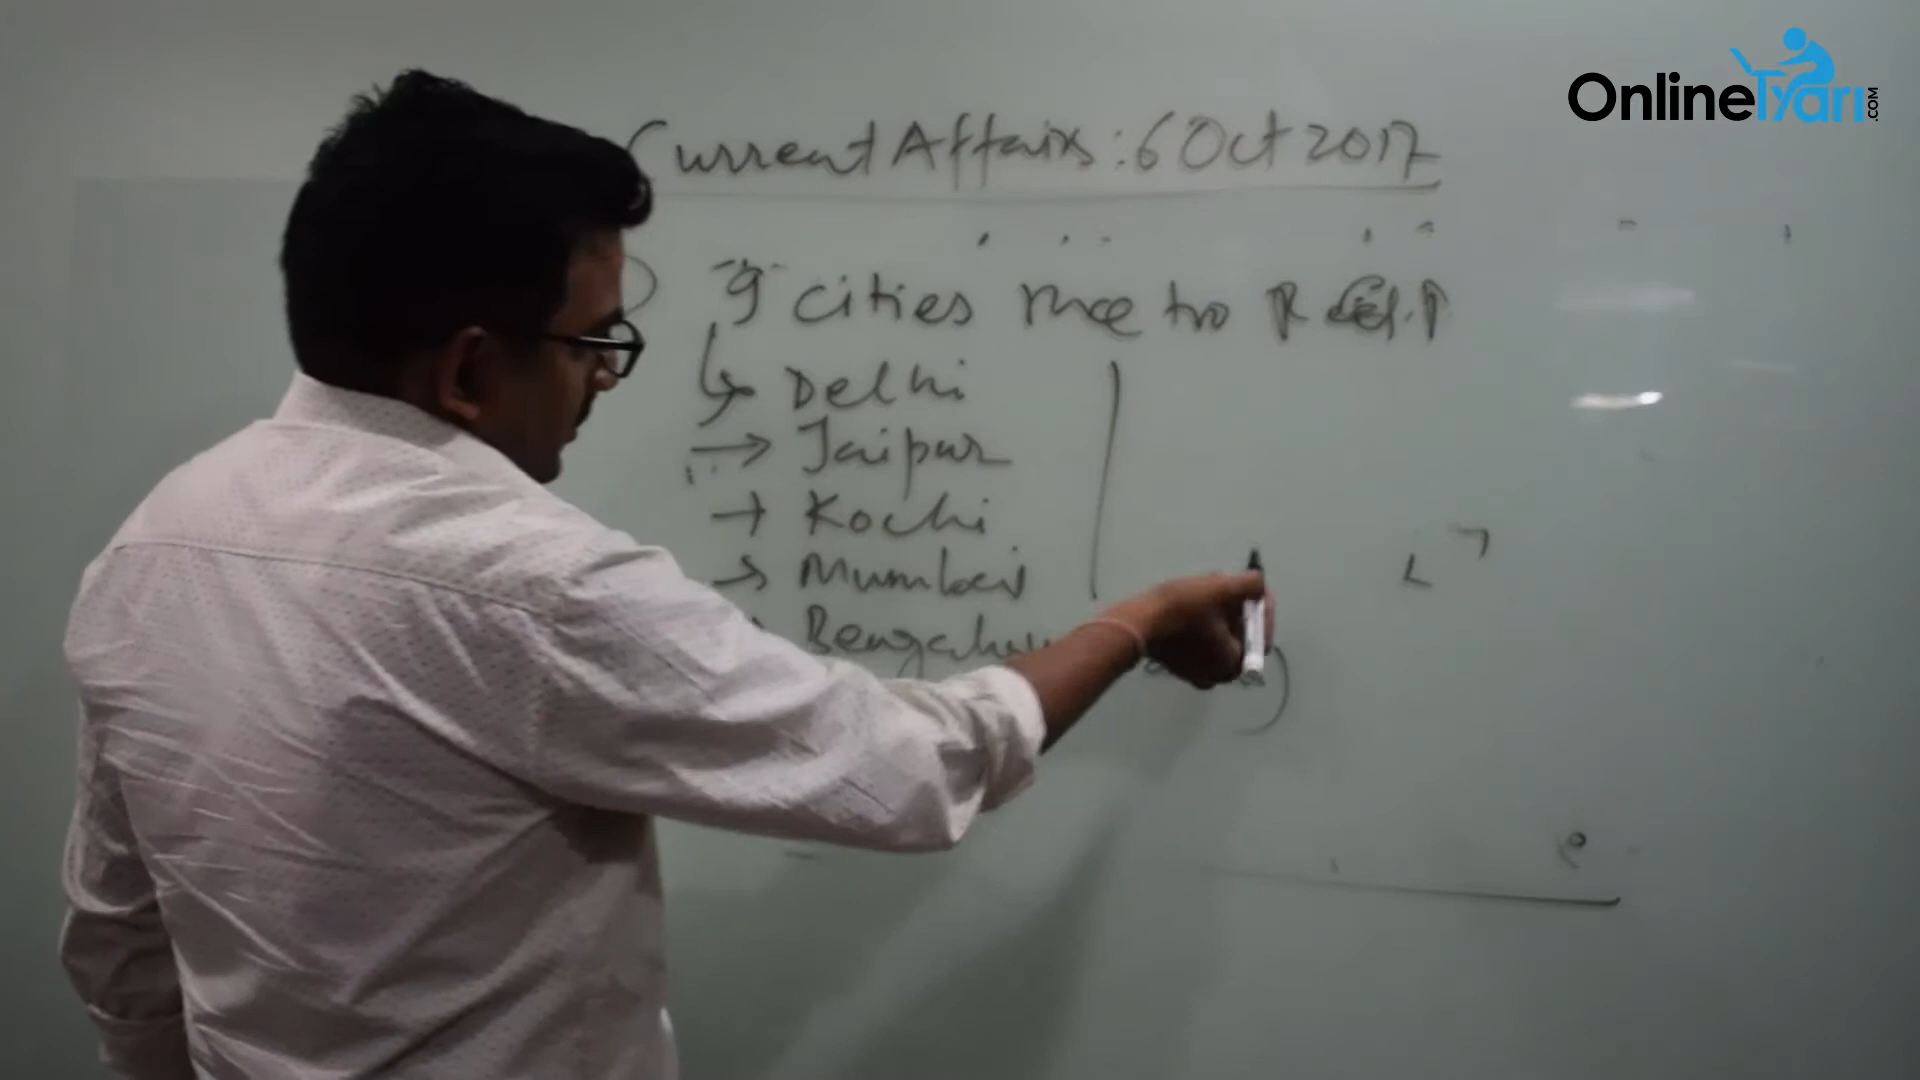 OnlineTyari.COM
Current Affairs : 6 Oct 2017
9 cities metro
Delhi
→ Jaipur
→ Kochi
→ Mumbai